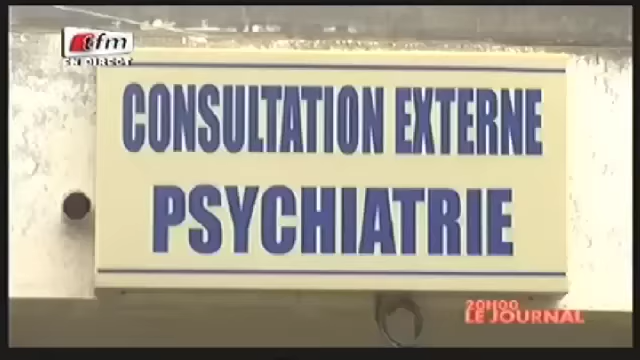 tfm
EN DIRECT
CONSULTATION EXTERNE
PSYCHIATRIE
20H00
LE JOURNAL